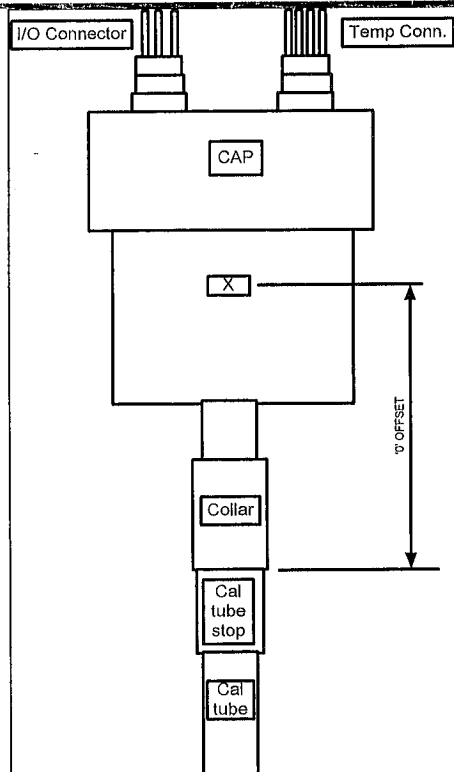 I/O Connector
Temp Conn.
CAP
X
'0' OFFSET
Collar
Cal
tube
stop
Cal
tube